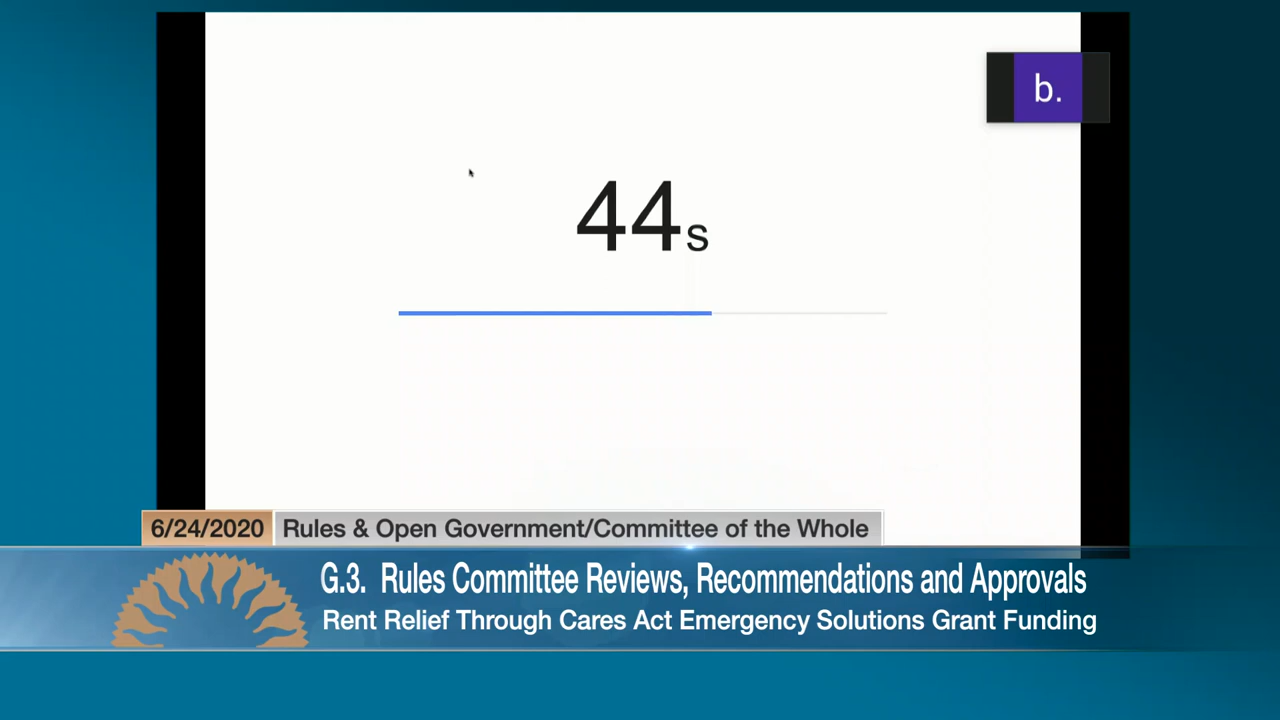 b.
44s
6/24/2020 Rules & Open Government/Committee of the Whole
G.3. Rules Committee Reviews, Recommendations and Approvals
Rent Relief Through Cares Act Emergency Solutions Grant Funding